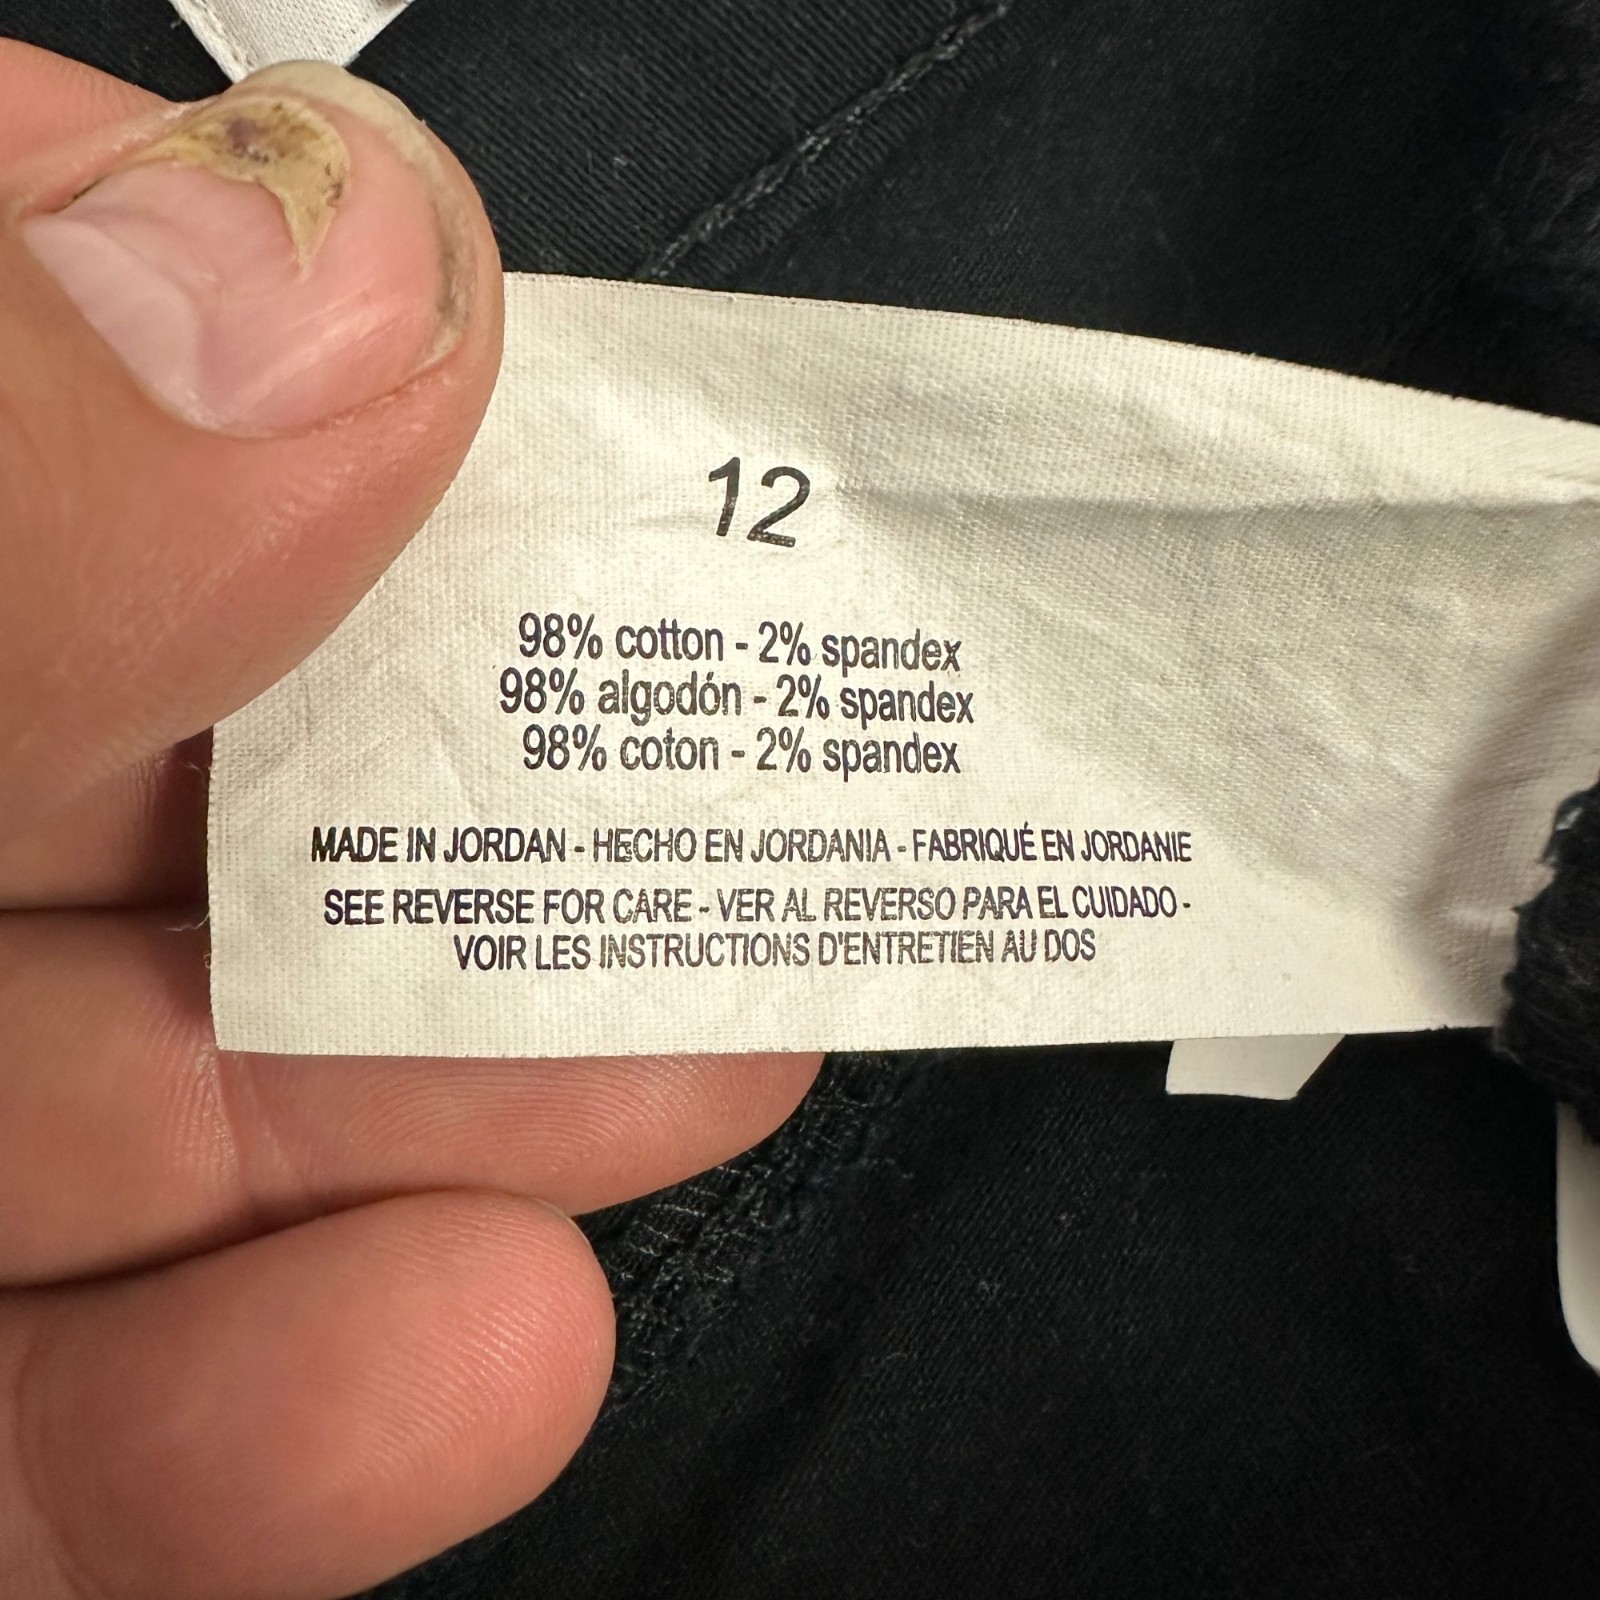 12
98% cotton - 2% spandex
98% algodón - 2% spandex
98% coton - 2% spandex
MADE IN JORDAN - HECHO EN JORDANIA - FABRIQUÉ EN JORDANIE
SEE REVERSE FOR CARE - VER AL REVERSO PARA EL CUIDADO -
VOIR LES INSTRUCTIONS D'ENTRETIEN AU DOS